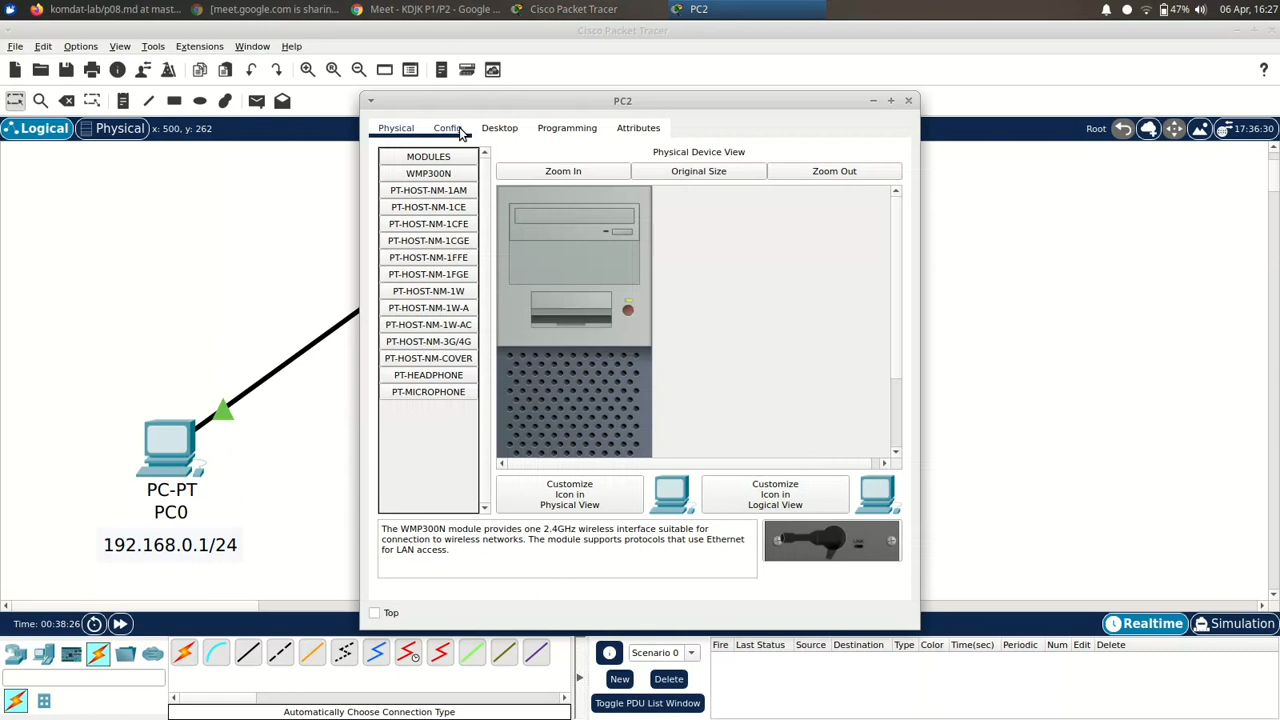 komdat-lab/p08.md at mast...
[meet.google.com is sharin...
Meet - KDJK P1/P2 - Google ...
Cisco Packet Tracer
PC2
47%
06 Apr, 16:27
Cisco Packet Tracer
File Edit Options View Tools Extensions Window Help
Logical Physical x: 500, y: 262
Root 17:36:30
PC2
Physical Config Desktop Programming Attributes
MODULES
WMP300N
PT-HOST-NM-1AM
PT-HOST-NM-1CE
PT-HOST-NM-1CFE
PT-HOST-NM-1CGE
PT-HOST-NM-1FFE
PT-HOST-NM-1FGE
PT-HOST-NM-1W
PT-HOST-NM-1W-A
PT-HOST-NM-1W-AC
PT-HOST-NM-3G/4G
PT-HOST-NM-COVER
PT-HEADPHONE
PT-MICROPHONE
Physical Device View
Zoom In Original Size Zoom Out
Customize
Icon in
Physical View
Customize
Icon in
Logical View
The WMP300N module provides one 2.4GHz wireless interface suitable for
connection to wireless networks. The module supports protocols that use Ethernet
for LAN access.
Top
PC-PT
PC0
192.168.0.1/24
Time: 00:38:26
Realtime Simulation
Automatically Choose Connection Type
Scenario 0
New Delete
Toggle PDU List Window
Fire Last Status Source Destination Type Color Time(sec) Periodic Num Edit Delete